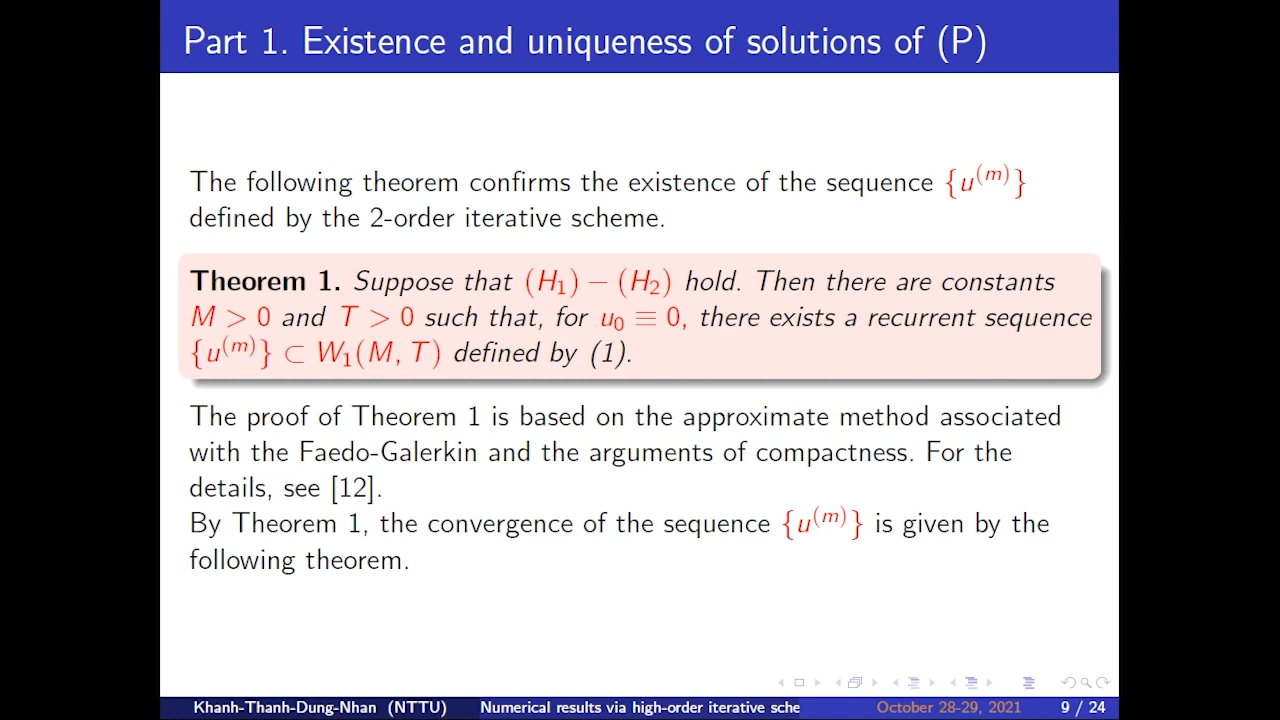 Part 1. Existence and uniqueness of solutions of (P)
The following theorem confirms the existence of the sequence {u^(m)}
defined by the 2-order iterative scheme.
Theorem 1. Suppose that (H₁) − (H₂) hold. Then there are constants
M > 0 and T > 0 such that, for u₀ ≡ 0, there exists a recurrent sequence
{u^(m)} ⊂ W₁(M, T) defined by (1).
The proof of Theorem 1 is based on the approximate method associated
with the Faedo-Galerkin and the arguments of compactness. For the
details, see [12].
By Theorem 1, the convergence of the sequence {u^(m)} is given by the
following theorem.
Khanh-Thanh-Dung-Nhan (NTTU) Numerical results via high-order iterative sche October 28-29, 2021 9 / 24